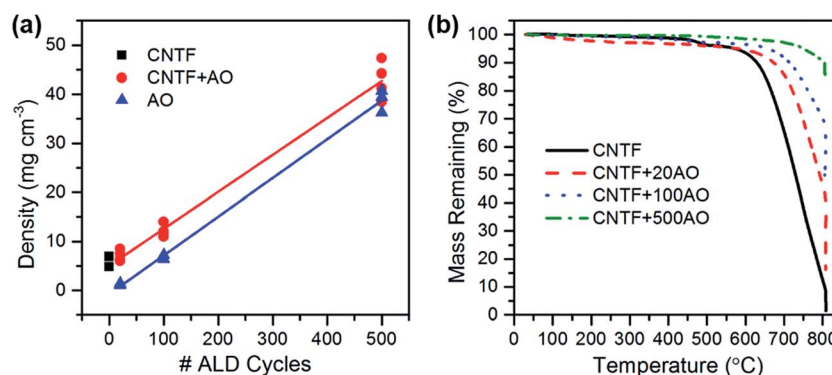 (a)
Density (mg cm⁻³)
50
40
30
20
10
0
CNTF
CNTF+AO
AO
0 100 200 300 400 500
# ALD Cycles
(b)
Mass Remaining (%)
100
90
80
70
60
50
40
30
20
10
0
CNTF
CNTF+20AO
CNTF+100AO
CNTF+500AO
0 100 200 300 400 500 600 700 800
Temperature (°C)